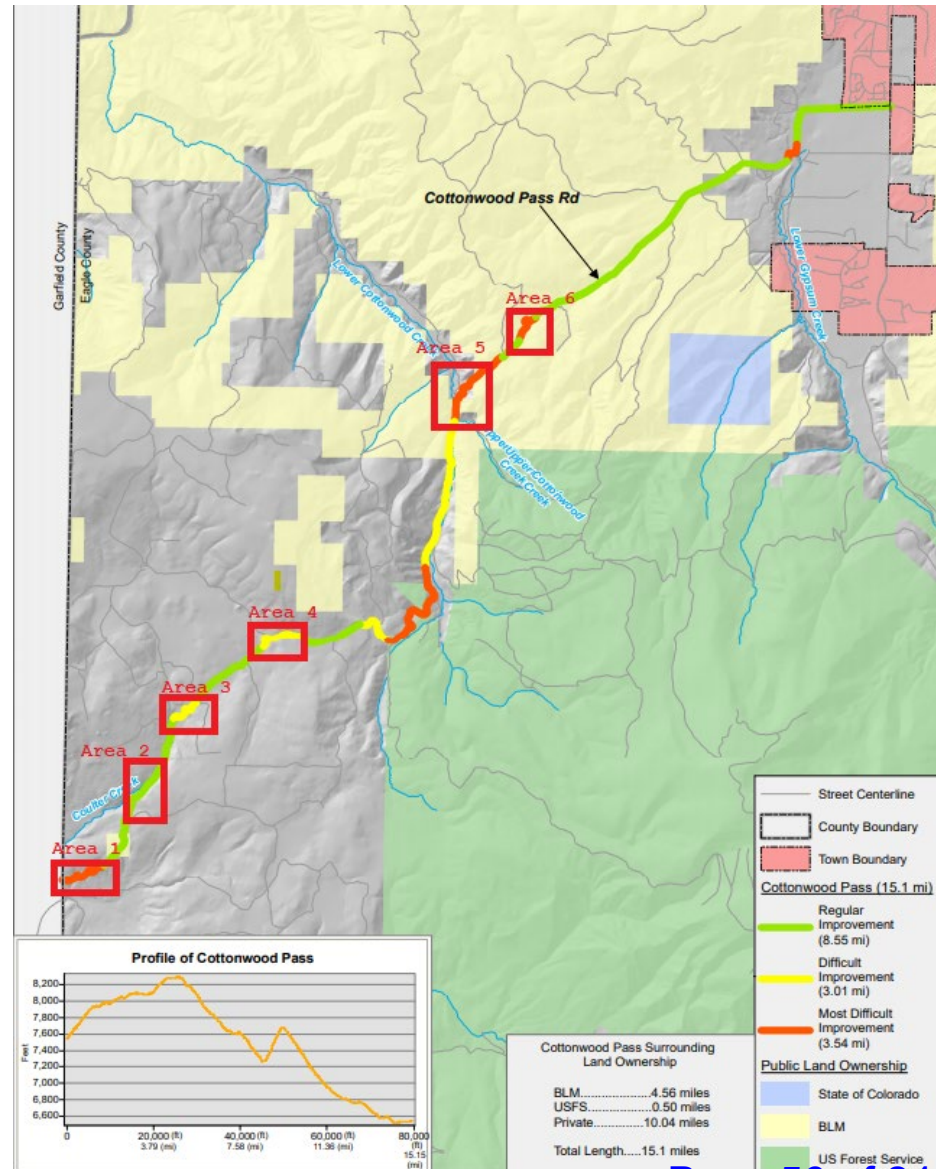 Garfield County
Eagle County
Cottonwood Pass Rd
Lower Gypsum Creek
Area 6
Lower Cottonwood
Area 5
Cottonwood
Creek
Area 4
Area 3
Area 2
Coulter Creek
Area 1
Street Centerline
County Boundary
Town Boundary
Cottonwood Pass (15.1 mi)
Regular
Improvement
(8.55 mi)
Difficult
Improvement
(3.01 mi)
Most Difficult
Improvement
(3.54 mi)
Public Land Ownership
State of Colorado
BLM
US Forest Service
Profile of Cottonwood Pass
Feet
8,200
8,000
7,800
7,600
7,400
7,200
7,000
6,800
6,600
0
20,000 (ft)
3.79 (mi)
40,000 (ft)
7.58 (mi)
60,000 (ft)
11.36 (mi)
80,000
(ft)
15.15
(mi)
Cottonwood Pass Surrounding
Land Ownership
BLM.....................4.56 miles
USFS...................0.50 miles
Private................10.04 miles
Total Length.....15.1 miles